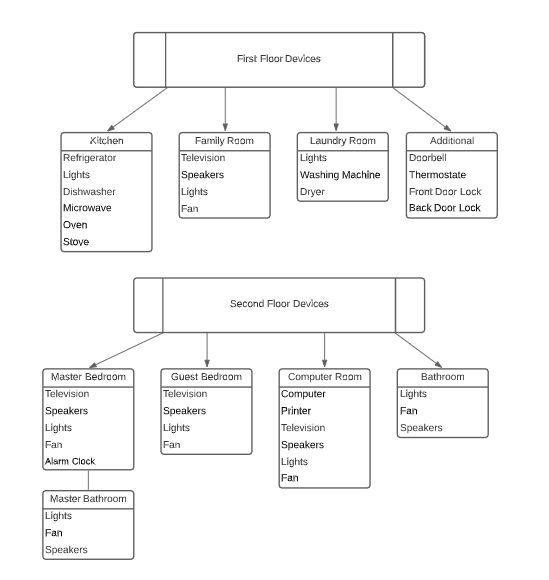 First Floor Devices
Kitchen
Refrigerator
Lights
Dishwasher
Microwave
Oven
Stove
Family Room
Television
Speakers
Lights
Fan
Laundry Room
Lights
Washing Machine
Dryer
Additional
Doorbell
Thermostate
Front Door Lock
Back Door Lock
Second Floor Devices
Master Bedroom
Television
Speakers
Lights
Fan
Alarm Clock
Master Bathroom
Lights
Fan
Speakers
Guest Bedroom
Television
Speakers
Lights
Fan
Computer Room
Computer
Printer
Television
Speakers
Lights
Fan
Bathroom
Lights
Fan
Speakers